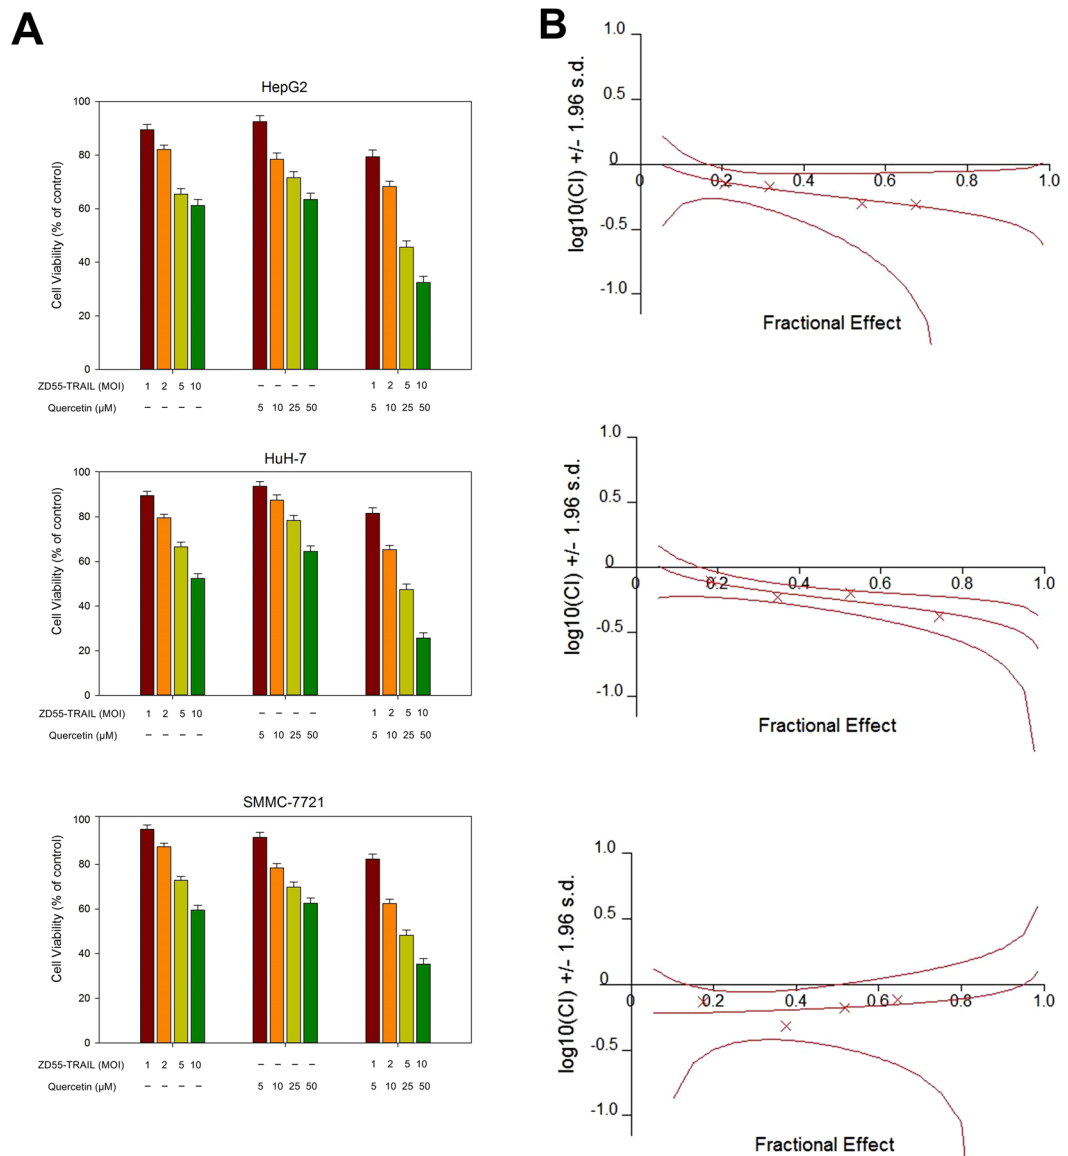 A
HepG2
Cell Viability (% of control)
100
80
60
40
20
0
ZD55-TRAIL (MOI) 1 2 5 10 – – – – 1 2 5 10
Quercetin (μM) – – – – 5 10 25 50 5 10 25 50
HuH-7
Cell Viability (% of control)
100
80
60
40
20
0
ZD55-TRAIL (MOI) 1 2 5 10 – – – – 1 2 5 10
Quercetin (μM) – – – – 5 10 25 50 5 10 25 50
SMMC-7721
Cell Viability (% of control)
100
80
60
40
20
0
ZD55-TRAIL (MOI) 1 2 5 10 – – – – 1 2 5 10
Quercetin (μM) – – – – 5 10 25 50 5 10 25 50
B
log10(CI) +/- 1.96 s.d.
1.0
0.5
0
-0.5
-1.0
0 0.2 0.4 0.6 0.8 1.0
Fractional Effect
log10(CI) +/- 1.96 s.d.
1.0
0.5
0
-0.5
-1.0
0 0.2 0.4 0.6 0.8 1.0
Fractional Effect
log10(CI) +/- 1.96 s.d.
1.0
0.5
0
-0.5
-1.0
0 0.2 0.4 0.6 0.8 1.0
Fractional Effect